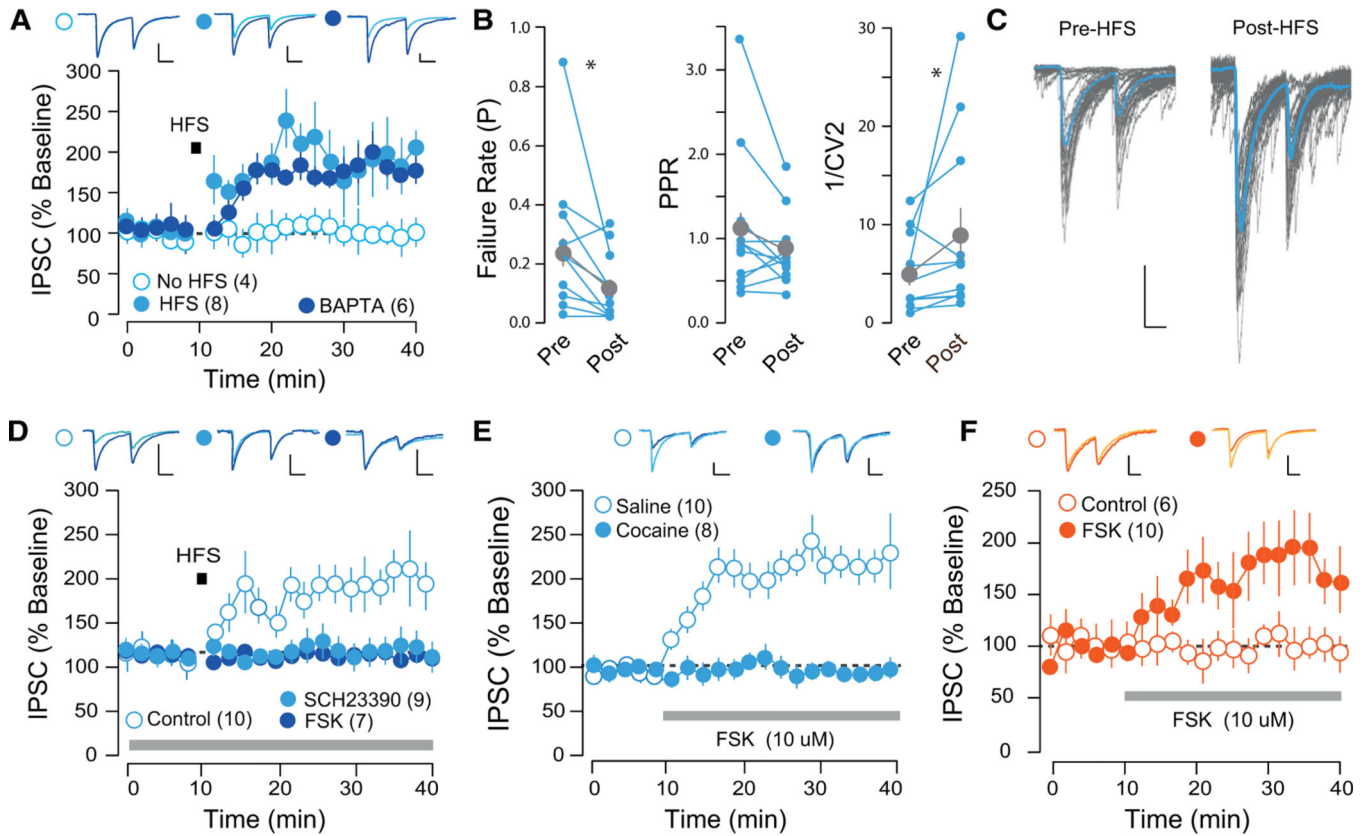 A
IPSC (% Baseline)
300
250
200
150
100
50
0
HFS
No HFS (4)
HFS (8)
BAPTA (6)
0 10 20 30 40
Time (min)
B
Failure Rate (P)
1.0
0.8
0.6
0.4
0.2
0.0
*
Pre Post
PPR
3.0
2.0
1.0
0.0
Pre Post
1/CV2
30
20
10
0
*
Pre Post
C
Pre-HFS Post-HFS
D
IPSC (% Baseline)
300
250
200
150
100
50
0
HFS
SCH23390 (9)
Control (10) FSK (7)
0 10 20 30 40
Time (min)
E
IPSC (% Baseline)
300
250
200
150
100
50
0
Saline (10)
Cocaine (8)
FSK (10 uM)
0 10 20 30 40
Time (min)
F
IPSC (% Baseline)
250
200
150
100
50
0
Control (6)
FSK (10)
FSK (10 uM)
0 10 20 30 40
Time (min)